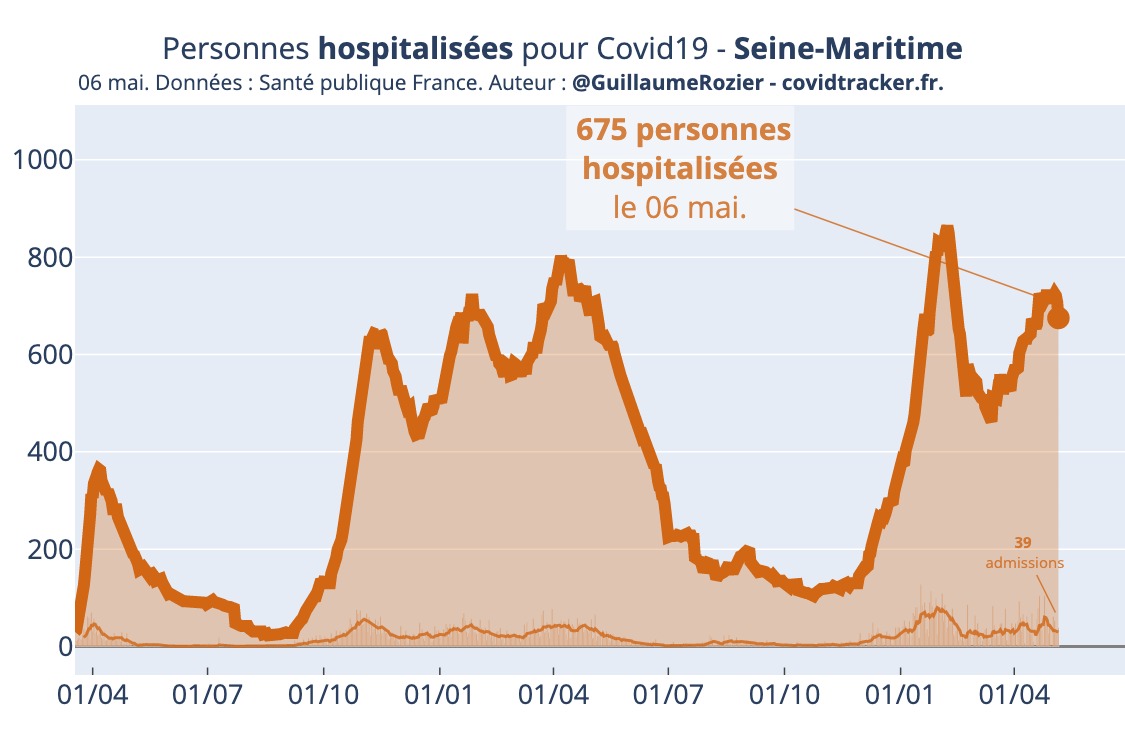 Personnes hospitalisées pour Covid19 - Seine-Maritime
06 mai. Données : Santé publique France. Auteur : @GuillaumeRozier - covidtracker.fr.
675 personnes
hospitalisées
le 06 mai.
1000
800
600
400
200
0
39
admissions
01/04 01/07 01/10 01/01 01/04 01/07 01/10 01/01 01/04